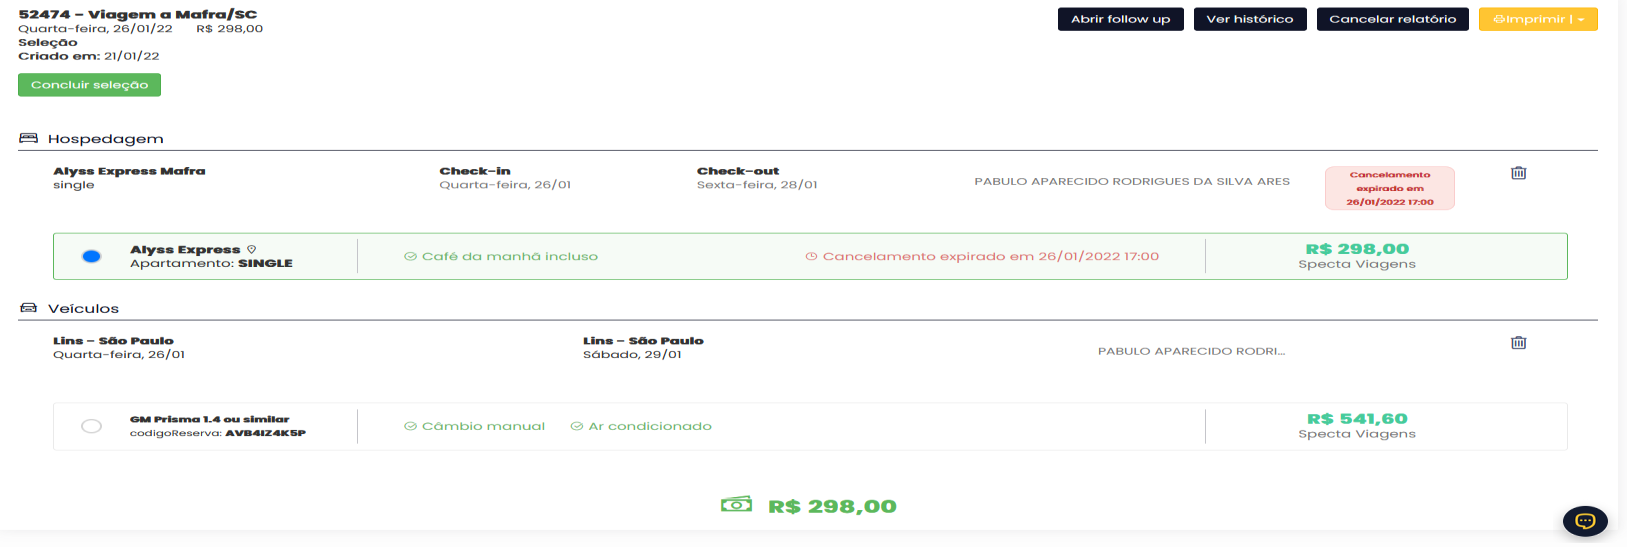 52474 - Viagem a Mafra/SC
Quarta-feira, 26/01/22 R$ 298,00
Seleção
Criado em: 21/01/22
Abrir follow up
Ver histórico
Cancelar relatório
Imprimir |
Concluir seleção
Hospedagem
Alyss Express Mafra
single
Check-in
Quarta-feira, 26/01
Check-out
Sexta-feira, 28/01
PABULO APARECIDO RODRIGUES DA SILVA ARES
Cancelamento
expirado em
26/01/2022 17:00
Alyss Express
Apartamento: SINGLE
Café da manhã incluso
Cancelamento expirado em 26/01/2022 17:00
R$ 298,00
Specta Viagens
Veículos
Lins - São Paulo
Quarta-feira, 26/01
Lins - São Paulo
Sábado, 29/01
PABULO APARECIDO RODRI...
GM Prisma 1.4 ou similar
codigoReserva: AVB4IZ4K5P
Câmbio manual
Ar condicionado
R$ 541,60
Specta Viagens
R$ 298,00